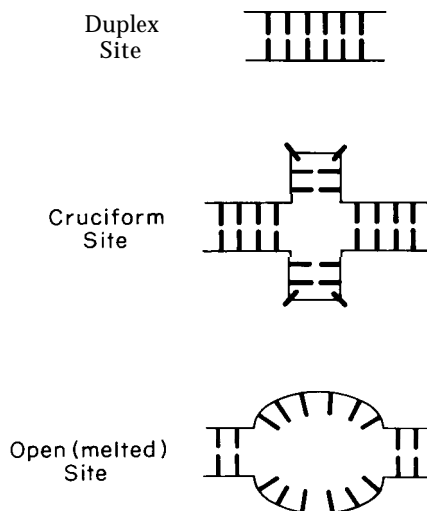 Duplex
Site
Cruciform
Site
Open (melted)
Site